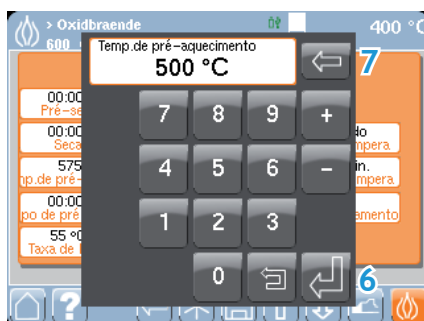 > Oxidbraende
400 °C
600
Temp.de pré-aquecimento
500 °C
7
00:00
Pré-se
7 8 9 +
00:00
Seca
do
mpera
575
mp.de pré-
4 5 6 -
in.
mpera
00:00
po de pré
1 2 3
amento
55 °C
Taxa de
0
6
?